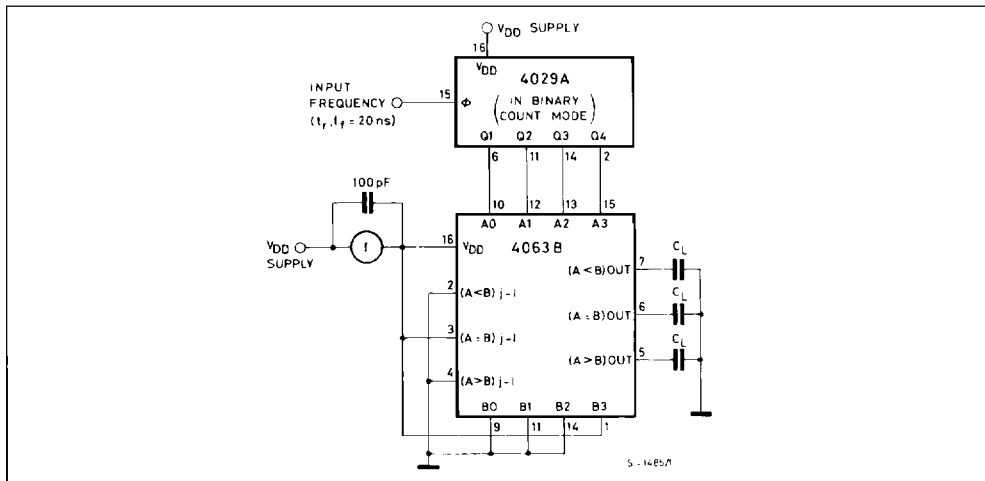 VDD SUPPLY
16
VDD
4029A
INPUT FREQUENCY (tr, tf = 20 ns)
15
Φ
(IN BINARY COUNT MODE)
Q1 Q2 Q3 Q4
6 11 14 2
100pF
10 12 13 15
A0 A1 A2 A3
VDD SUPPLY
I
16
VDD
4063B
(A<B)OUT
7
CL
2
(A<B)j-1
(A=B)OUT
6
CL
3
(A=B)j-1
(A>B)OUT
5
CL
4
(A>B)j-1
B0 B1 B2 B3
9 11 14 1
S-1485/1